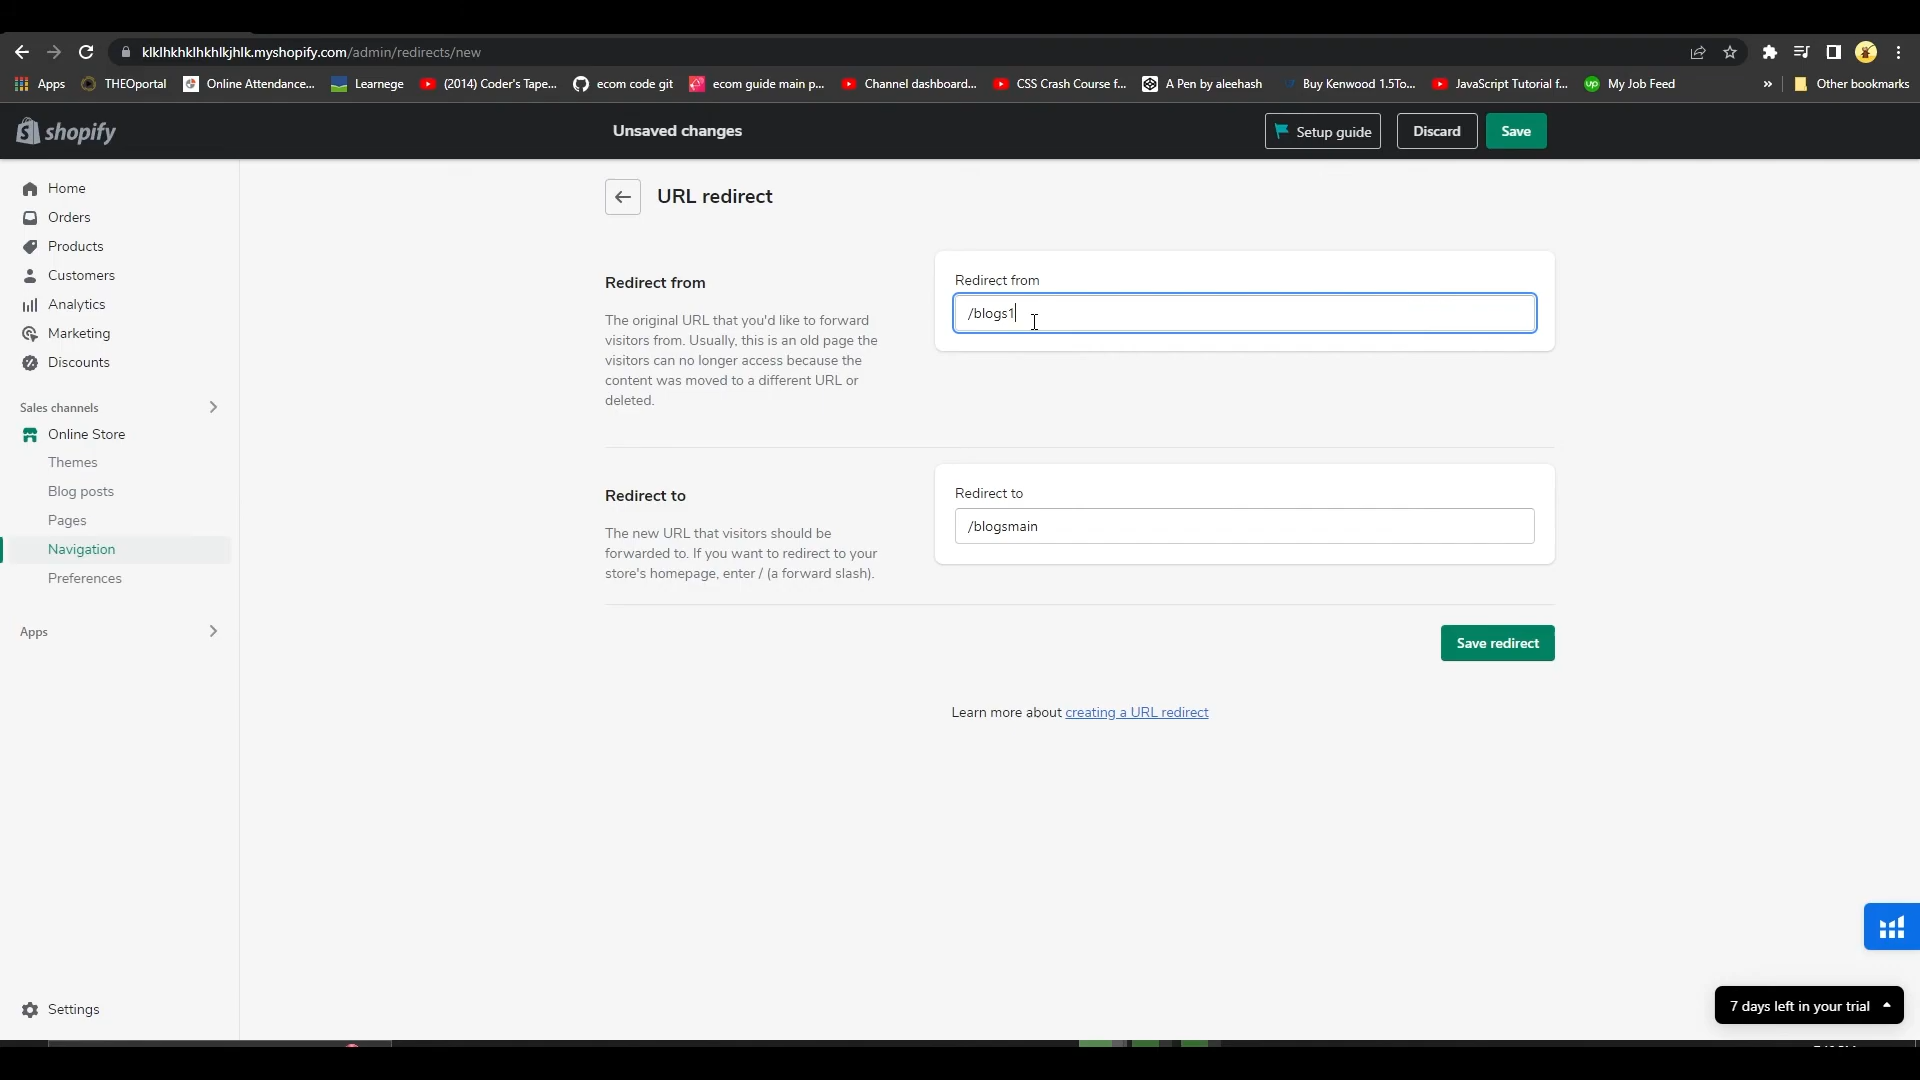 klklhkhklhkhlkjhlk.myshopify.com/admin/redirects/new
Apps THEOportal Online Attendance... Learnege (2014) Coder's Tape... ecom code git ecom guide main p... Channel dashboard... CSS Crash Course f... A Pen by aleehash Buy Kenwood 1.5To... JavaScript Tutorial f... My Job Feed » Other bookmarks
shopify Unsaved changes Setup guide Discard Save
Home
Orders
Products
Customers
Analytics
Marketing
Discounts
Sales channels
Online Store
Themes
Blog posts
Pages
Navigation
Preferences
Apps
Settings
URL redirect
Redirect from
The original URL that you'd like to forward
visitors from. Usually, this is an old page the
visitors can no longer access because the
content was moved to a different URL or
deleted.
Redirect from
/blogs1
Redirect to
The new URL that visitors should be
forwarded to. If you want to redirect to your
store's homepage, enter / (a forward slash).
Redirect to
/blogsmain
Save redirect
Learn more about creating a URL redirect
7 days left in your trial